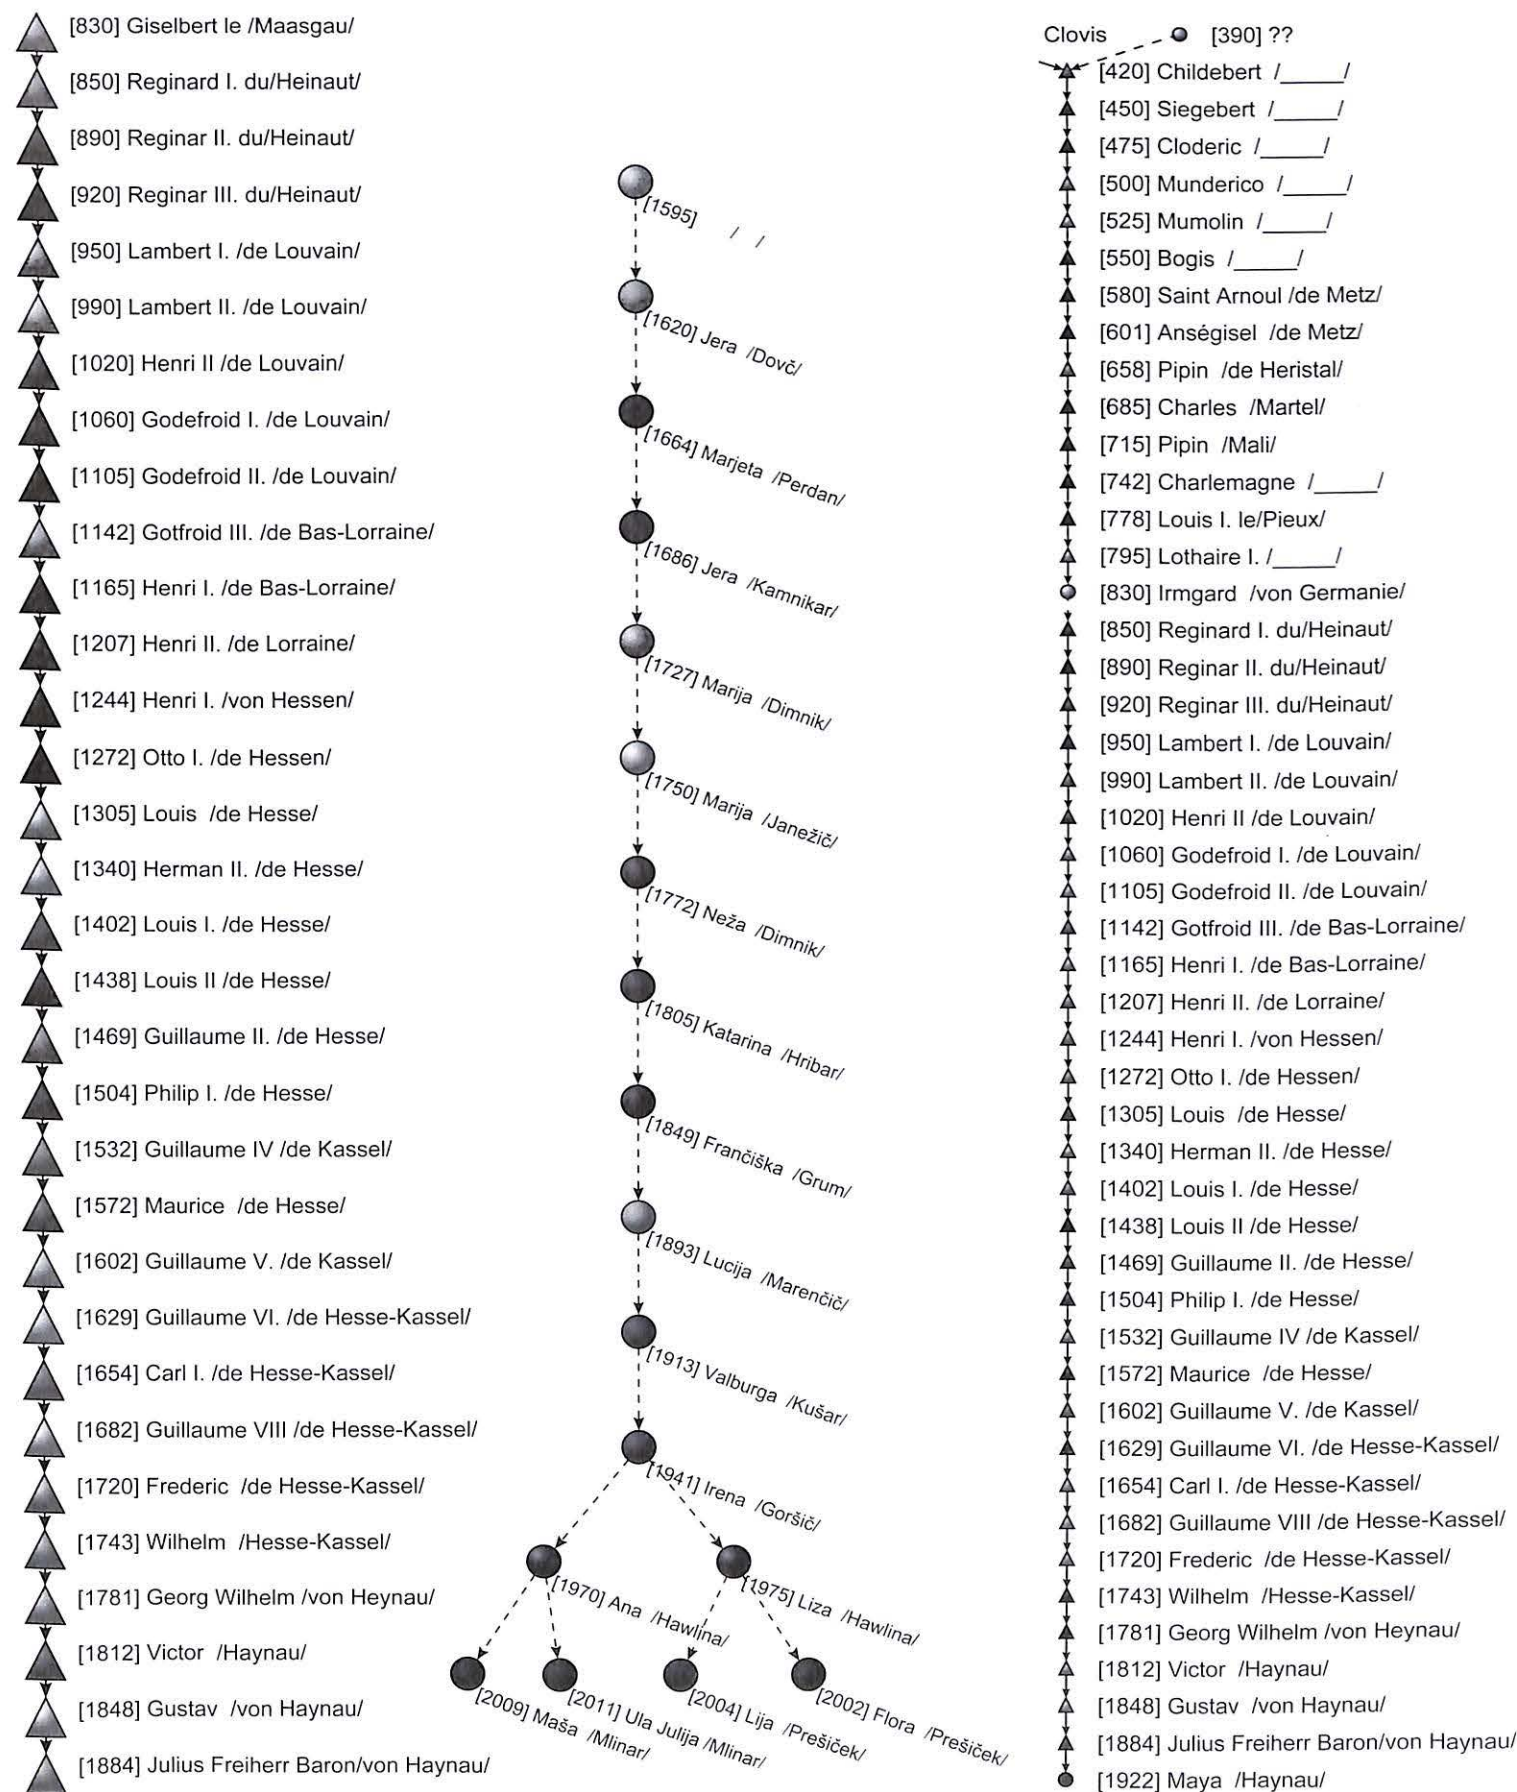 [830] Giselbert le /Maasgau/
[850] Reginard I. du/Heinaut/
[890] Reginar II. du/Heinaut/
[920] Reginar III. du/Heinaut/
[950] Lambert I. /de Louvain/
[990] Lambert II. /de Louvain/
[1020] Henri II /de Louvain/
[1060] Godefroid I. /de Louvain/
[1105] Godefroid II. /de Louvain/
[1142] Gotfroid III. /de Bas-Lorraine/
[1165] Henri I. /de Bas-Lorraine/
[1207] Henri II. /de Lorraine/
[1244] Henri I. /von Hessen/
[1272] Otto I. /de Hessen/
[1305] Louis /de Hesse/
[1340] Herman II. /de Hesse/
[1402] Louis I. /de Hesse/
[1438] Louis II /de Hesse/
[1469] Guillaume II. /de Hesse/
[1504] Philip I. /de Hesse/
[1532] Guillaume IV /de Kassel/
[1572] Maurice /de Hesse/
[1602] Guillaume V. /de Kassel/
[1629] Guillaume VI. /de Hesse-Kassel/
[1654] Carl I. /de Hesse-Kassel/
[1682] Guillaume VIII /de Hesse-Kassel/
[1720] Frederic /de Hesse-Kassel/
[1743] Wilhelm /Hesse-Kassel/
[1781] Georg Wilhelm /von Heynau/
[1812] Victor /Haynau/
[1848] Gustav /von Haynau/
[1884] Julius Freiherr Baron/von Haynau/
[1595] / /
[1620] Jera /Dovč/
[1664] Marjeta /Perdan/
[1686] Jera /Kamnikar/
[1727] Marija /Dimnik/
[1750] Marija /Janežič/
[1772] Neža /Dimnik/
[1805] Katarina /Hribar/
[1849] Frančiška /Grum/
[1893] Lucija /Marenčič/
[1913] Valburga /Kušar/
[1941] Irena /Goršič/
[1970] Ana /Hawlina/
[1975] Liza /Hawlina/
[2009] Maša /Mlinar/
[2011] Ula Julija /Mlinar/
[2004] Lija /Prešiček/
[2002] Flora /Prešiček/
Clovis
[390] ??
[420] Childebert /_____/
[450] Siegebert /_____/
[475] Cloderic /_____/
[500] Munderico /_____/
[525] Mumolin /_____/
[550] Bogis /_____/
[580] Saint Arnoul /de Metz/
[601] Anségisel /de Metz/
[658] Pipin /de Heristal/
[685] Charles /Martel/
[715] Pipin /Mali/
[742] Charlemagne /_____/
[778] Louis I. le/Pieux/
[795] Lothaire I. /_____/
[830] Irmgard /von Germanie/
[850] Reginard I. du/Heinaut/
[890] Reginar II. du/Heinaut/
[920] Reginar III. du/Heinaut/
[950] Lambert I. /de Louvain/
[990] Lambert II. /de Louvain/
[1020] Henri II /de Louvain/
[1060] Godefroid I. /de Louvain/
[1105] Godefroid II. /de Louvain/
[1142] Gotfroid III. /de Bas-Lorraine/
[1165] Henri I. /de Bas-Lorraine/
[1207] Henri II. /de Lorraine/
[1244] Henri I. /von Hessen/
[1272] Otto I. /de Hessen/
[1305] Louis /de Hesse/
[1340] Herman II. /de Hesse/
[1402] Louis I. /de Hesse/
[1438] Louis II /de Hesse/
[1469] Guillaume II. /de Hesse/
[1504] Philip I. /de Hesse/
[1532] Guillaume IV /de Kassel/
[1572] Maurice /de Hesse/
[1602] Guillaume V. /de Kassel/
[1629] Guillaume VI. /de Hesse-Kassel/
[1654] Carl I. /de Hesse-Kassel/
[1682] Guillaume VIII /de Hesse-Kassel/
[1720] Frederic /de Hesse-Kassel/
[1743] Wilhelm /Hesse-Kassel/
[1781] Georg Wilhelm /von Heynau/
[1812] Victor /Haynau/
[1848] Gustav /von Haynau/
[1884] Julius Freiherr Baron/von Haynau/
[1922] Maya /Haynau/